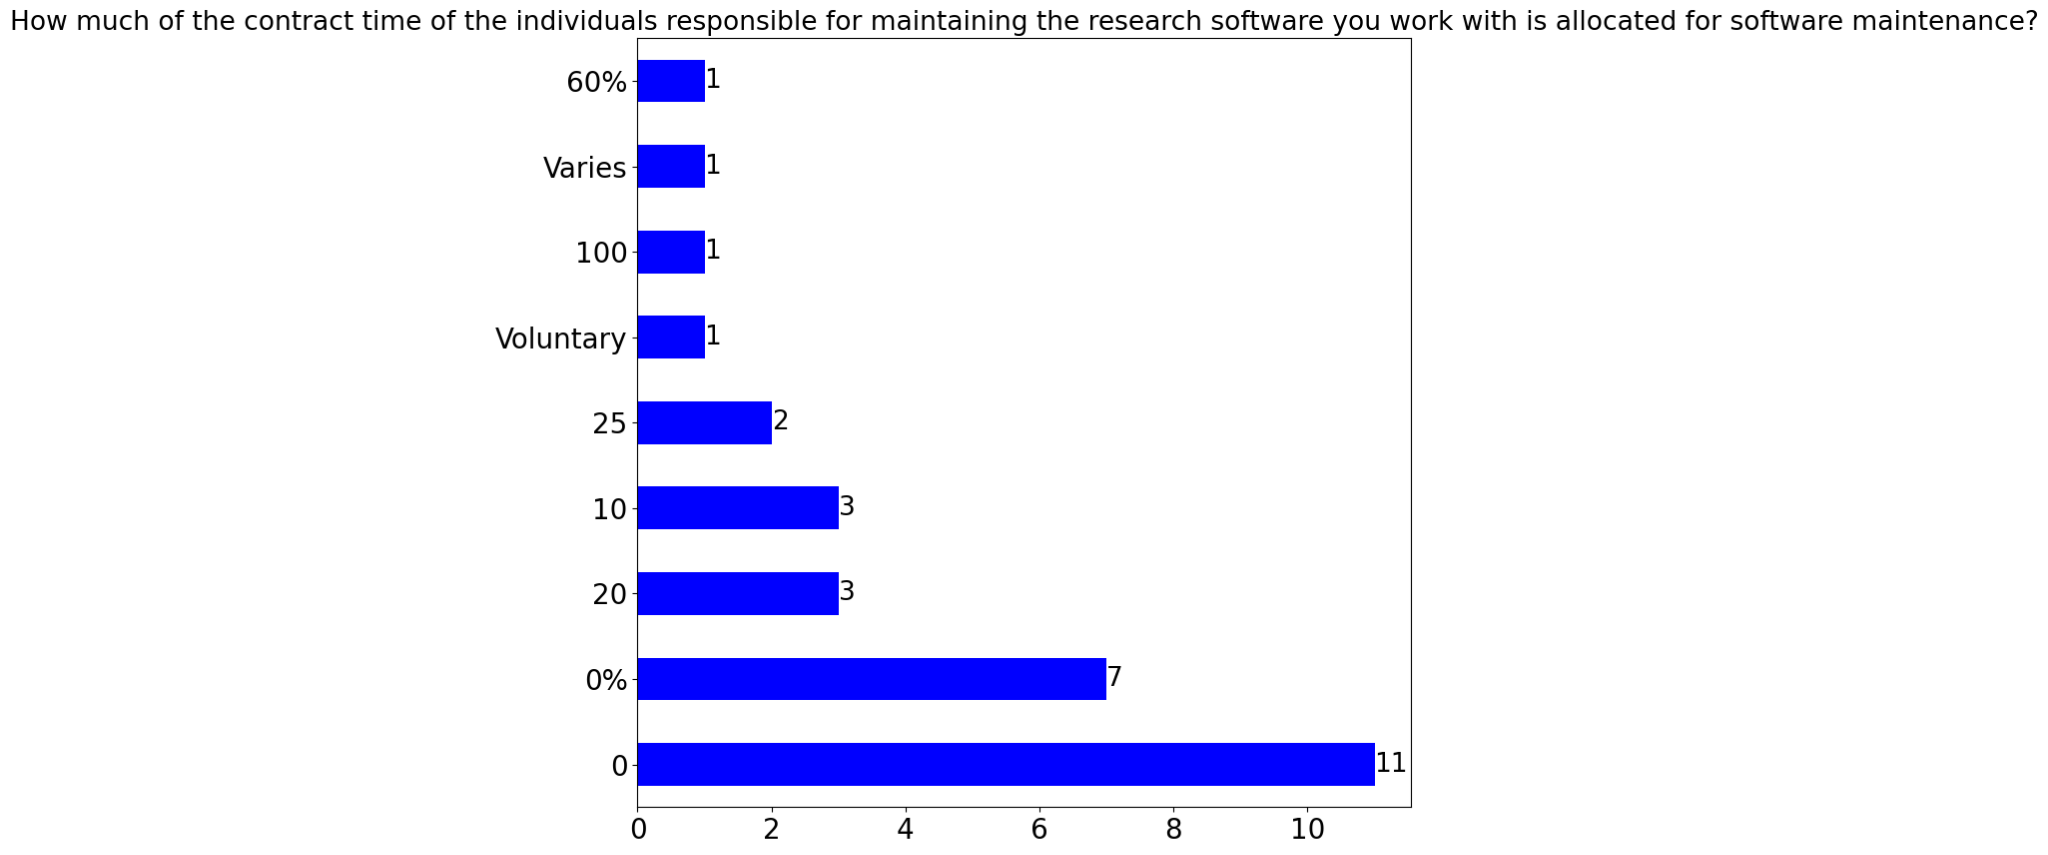 How much of the contract time of the individuals responsible for maintaining the research software you work with is allocated for software maintenance?
60% 1
Varies 1
100 1
Voluntary 1
25 2
10 3
20 3
0% 7
0 11
0 2 4 6 8 10